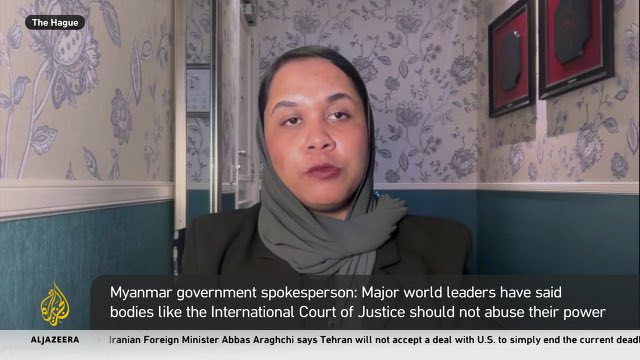 The Hague
Myanmar government spokesperson: Major world leaders have said
bodies like the International Court of Justice should not abuse their power
ALJAZEERA
Iranian Foreign Minister Abbas Araghchi says Tehran will not accept a deal with U.S. to simply end the current dead